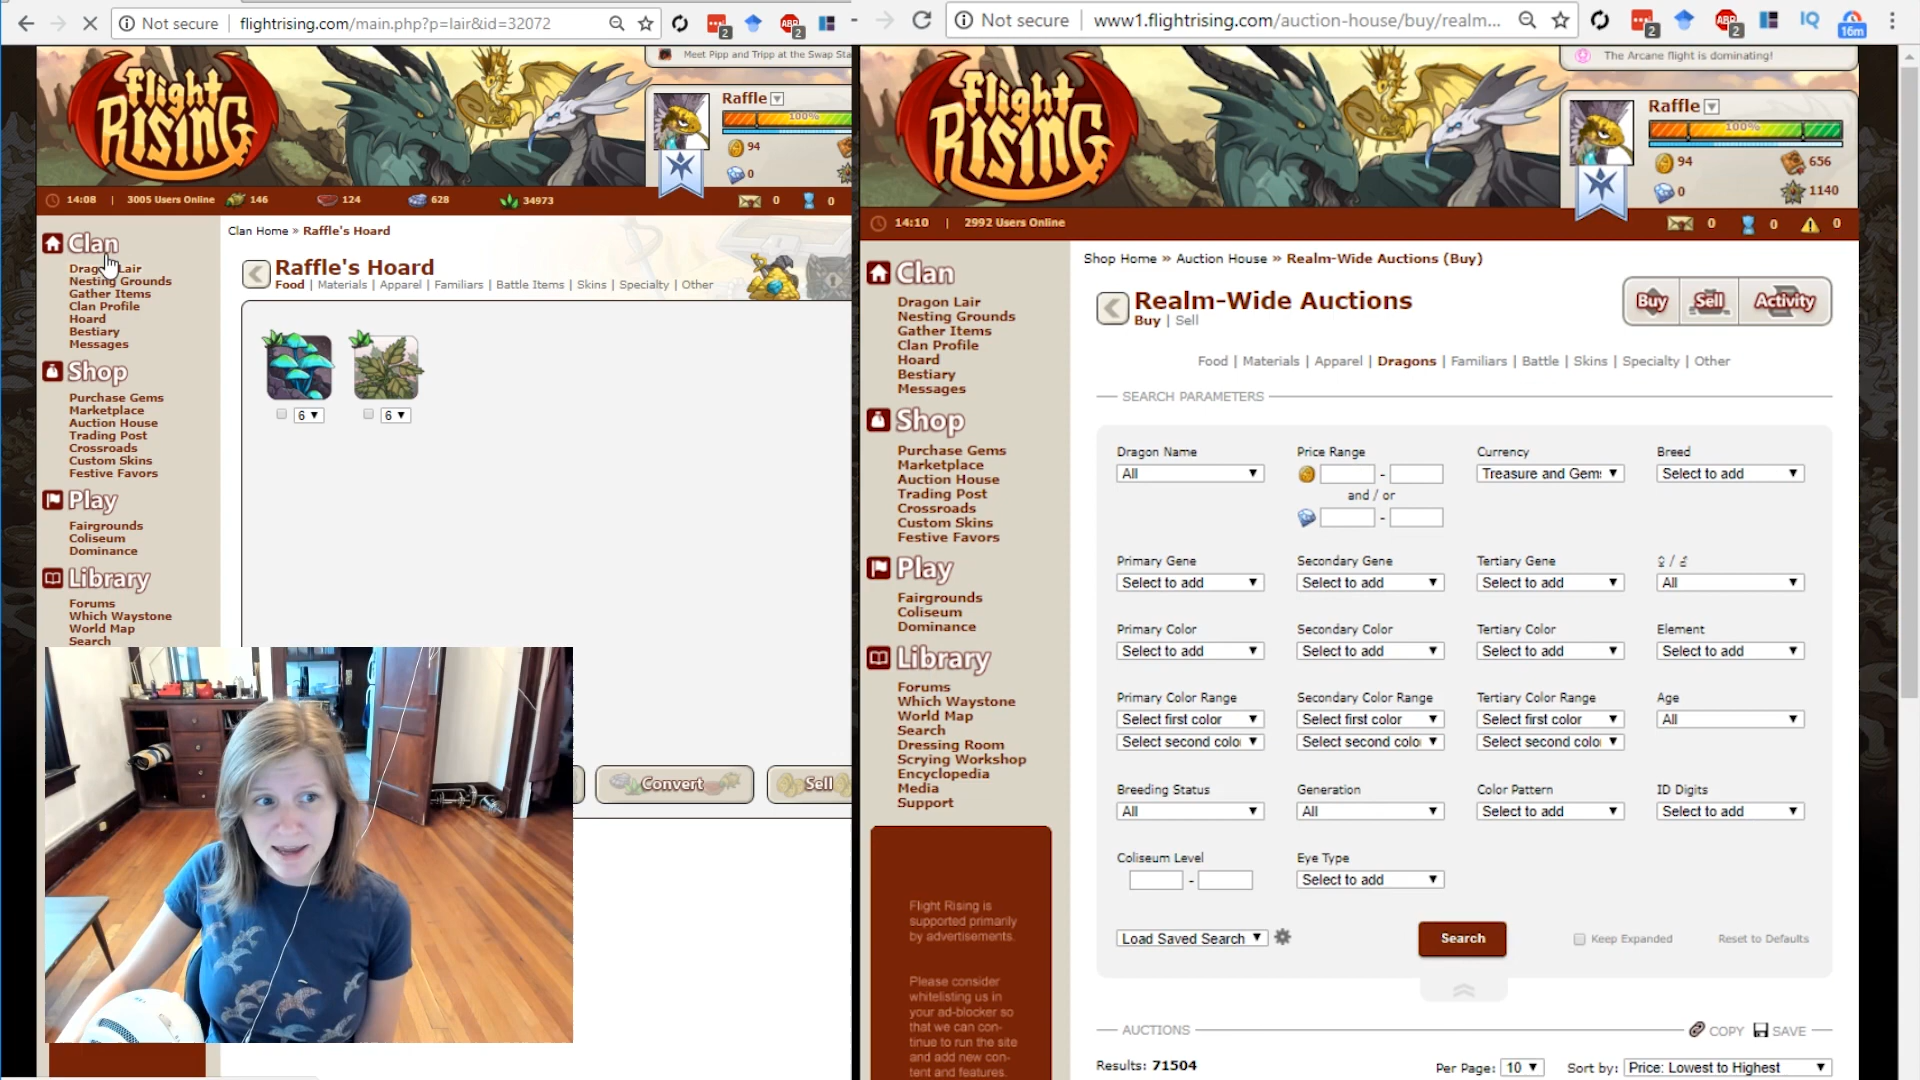 Not secure | flightrising.com/main.php?p=lair&id=32072
2
2
Not secure | www1.flightrising.com/auction-house/buy/realm...
2
2
IQ
16m
flight RISING
Meet Pipp and Tripp at the Swap Sta
Raffle
100%
94
0
14:08 | 3005 Users Online 146 124 628 34973 0 0
Clan Home » Raffle's Hoard
Clan
Dragon Lair
Nesting Grounds
Gather Items
Clan Profile
Hoard
Bestiary
Messages
Shop
Purchase Gems
Marketplace
Auction House
Trading Post
Crossroads
Custom Skins
Festive Favors
Play
Fairgrounds
Coliseum
Dominance
Library
Forums
Which Waystone
World Map
Search
Raffle's Hoard
Food | Materials | Apparel | Familiars | Battle Items | Skins | Specialty | Other
6 6
Convert
Sell
flight RISING
The Arcane flight is dominating!
Raffle
100%
94 656
0 1140
14:10 | 2992 Users Online 0 0 0
Clan
Dragon Lair
Nesting Grounds
Gather Items
Clan Profile
Hoard
Bestiary
Messages
Shop
Purchase Gems
Marketplace
Auction House
Trading Post
Crossroads
Custom Skins
Festive Favors
Play
Fairgrounds
Coliseum
Dominance
Library
Forums
Which Waystone
World Map
Search
Dressing Room
Scrying Workshop
Encyclopedia
Media
Support
Flight Rising is
supported primarily
by advertisements.
Please consider
whitelisting us in
your ad-blocker so
that we can con-
tinue to run the site
and add new con-
tent and features.
Shop Home » Auction House » Realm-Wide Auctions (Buy)
Realm-Wide Auctions
Buy | Sell
Buy Sell Activity
Food | Materials | Apparel | Dragons | Familiars | Battle | Skins | Specialty | Other
SEARCH PARAMETERS
Dragon Name Price Range Currency Breed
All - Treasure and Gems Select to add
and / or
-
Primary Gene Secondary Gene Tertiary Gene ♀ / ♂
Select to add Select to add Select to add All
Primary Color Secondary Color Tertiary Color Element
Select to add Select to add Select to add Select to add
Primary Color Range Secondary Color Range Tertiary Color Range Age
Select first color Select first color Select first color All
Select second colo Select second colo Select second colo
Breeding Status Generation Color Pattern ID Digits
All All Select to add Select to add
Coliseum Level Eye Type
- Select to add
Load Saved Search Search Keep Expanded Reset to Defaults
AUCTIONS COPY SAVE
Results: 71504 Per Page: 10 Sort by: Price: Lowest to Highest